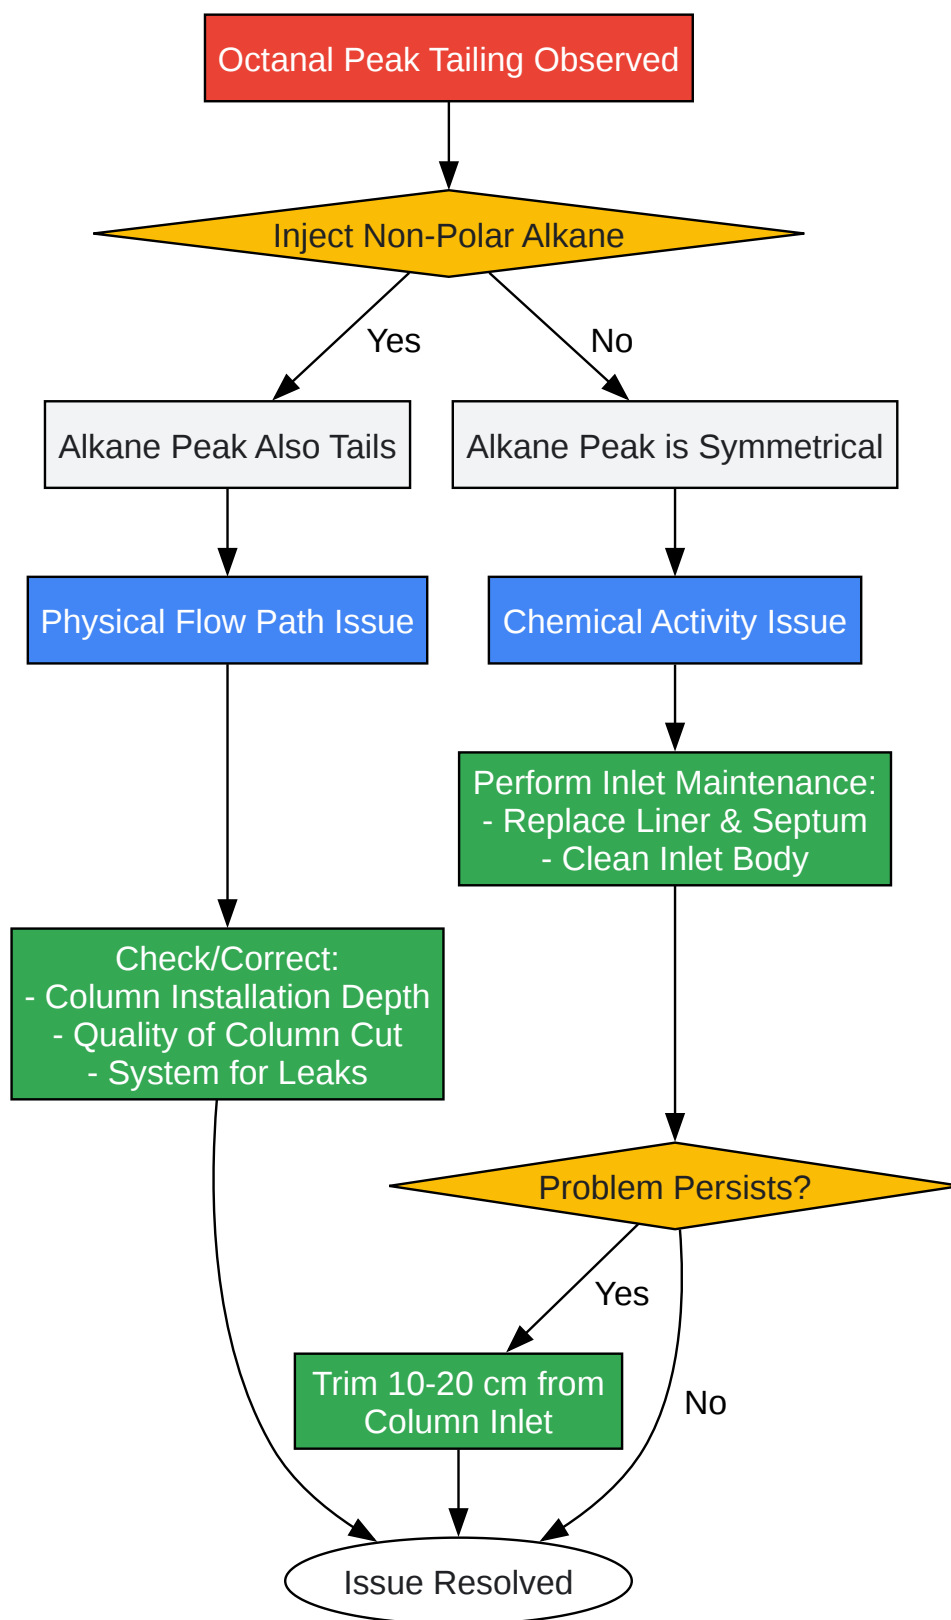 Octanal Peak Tailing Observed
Inject Non-Polar Alkane
Yes
No
Alkane Peak Also Tails
Alkane Peak is Symmetrical
Physical Flow Path Issue
Chemical Activity Issue
Perform Inlet Maintenance:
- Replace Liner & Septum
- Clean Inlet Body
Check/Correct:
- Column Installation Depth
- Quality of Column Cut
- System for Leaks
Problem Persists?
Yes
No
Trim 10-20 cm from
Column Inlet
Issue Resolved